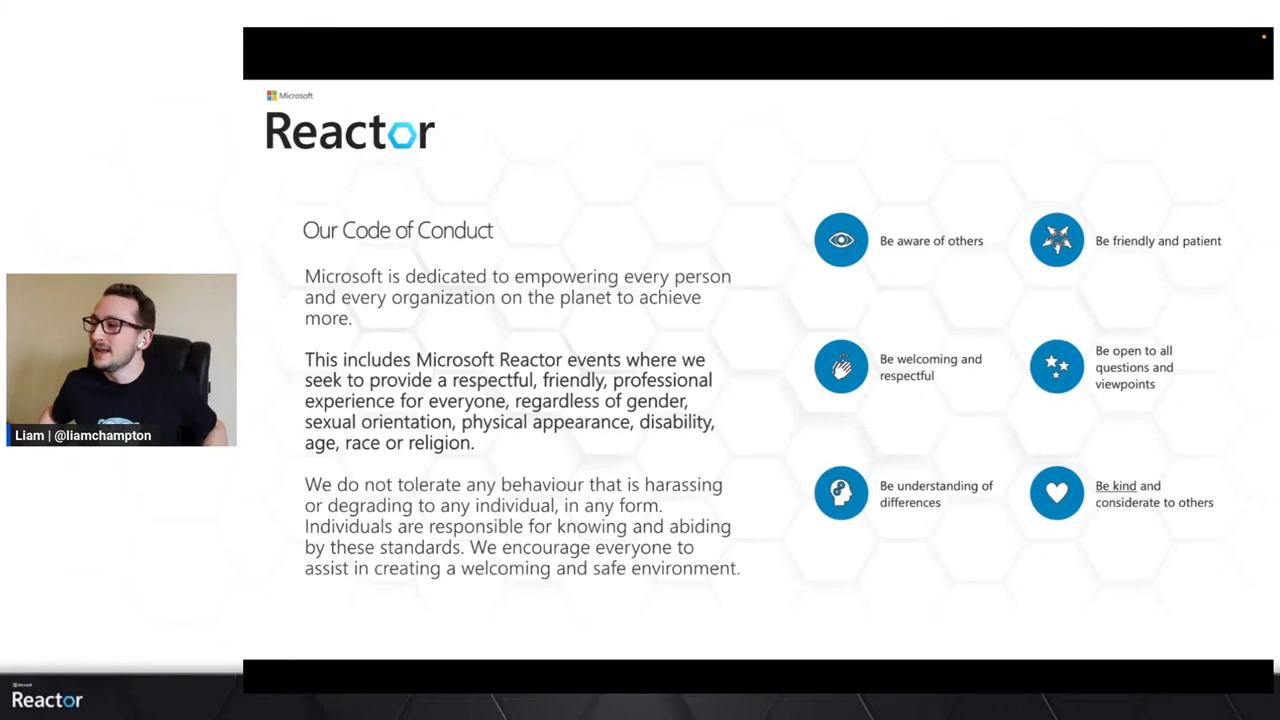 Microsoft
Reactor
Our Code of Conduct
Microsoft is dedicated to empowering every person
and every organization on the planet to achieve
more.
This includes Microsoft Reactor events where we
seek to provide a respectful, friendly, professional
experience for everyone, regardless of gender,
sexual orientation, physical appearance, disability,
age, race or religion.
We do not tolerate any behaviour that is harassing
or degrading to any individual, in any form.
Individuals are responsible for knowing and abiding
by these standards. We encourage everyone to
assist in creating a welcoming and safe environment.
Be aware of others
Be friendly and patient
Be welcoming and
respectful
Be open to all
questions and
viewpoints
Be understanding of
differences
Be kind and
considerate to others
Liam | @liamchampton
Microsoft
Reactor